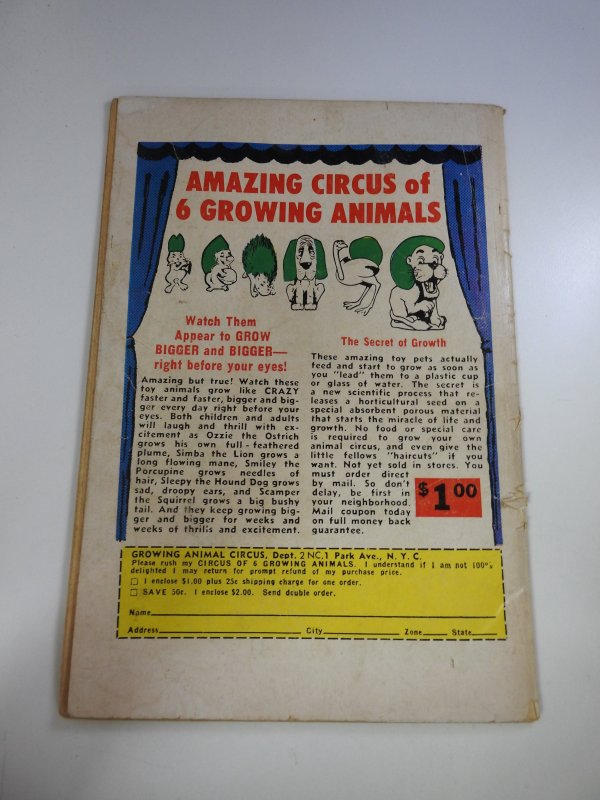 AMAZING CIRCUS of
6 GROWING ANIMALS
Watch Them
Appear to GROW
BIGGER and BIGGER—
right before your eyes!
Amazing but true! Watch these
toy animals grow like CRAZY
faster and faster, bigger and big-
ger every day right before your
eyes. Both children and adults
will laugh and thrill with ex-
citement as Ozzie the Ostrich
grows his own full - feathered
plume, Simba the Lion grows a
long flowing mane, Smiley the
Porcupine grows needles of
hair, Sleepy the Hound Dog grows
sad, droopy ears, and Scamper
the Squirrel grows a big bushy
tail. And they keep growing big-
ger and bigger for weeks and
weeks of thrills and excitement.
The Secret of Growth
These amazing toy pets actually
feed and start to grow as soon as
you "lead" them to a plastic cup
or glass of water. The secret is
a new scientific process that re-
leases a horticultural seed on a
special absorbent porous material
that starts the miracle of life and
growth. No food or special care
is required to grow your own
animal circus, and even give the
little fellows "haircuts" if you
want. Not yet sold in stores. You
must order direct
by mail. So don't
delay, be first in
your neighborhood.
Mail coupon today
on full money back
guarantee.
$1 00
GROWING ANIMAL CIRCUS, Dept. 2 NC, 1 Park Ave., N. Y. C.
Please rush my CIRCUS OF 6 GROWING ANIMALS. I understand if I am not 100%
delighted I may return for prompt refund of my purchase price.
☐ I enclose $1.00 plus 25c shipping charge for one order.
☐ SAVE 50c. I enclose $2.00. Send double order.
Name
Address City Zone State